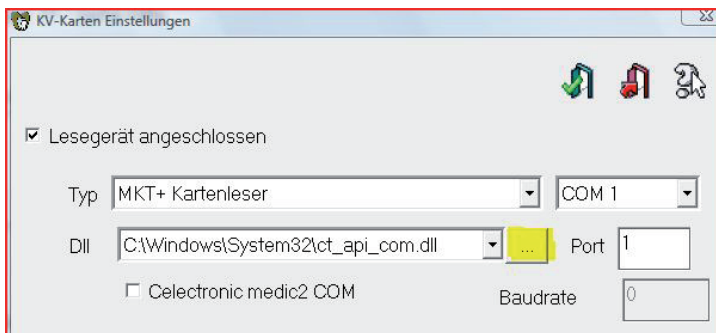 KV-Karten Einstellungen
Lesegerät angeschlossen
Typ MKT+ Kartenleser COM 1
Dll C:\Windows\System32\ct_api_com.dll ... Port 1
Celectronic medic2 COM Baudrate 0